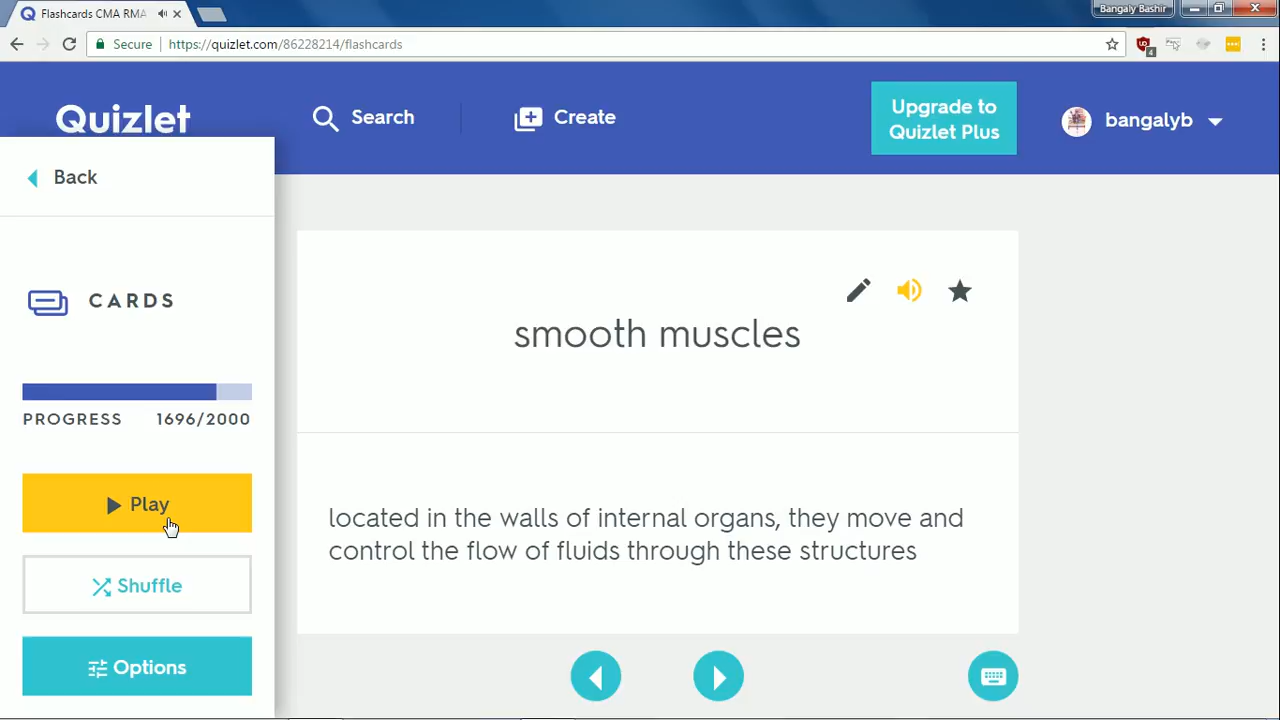 Flashcards CMA RMA
Bangaly Bashir
Secure
https://quizlet.com/86228214/flashcards
4
Quizlet
Search
Create
Upgrade to
Quizlet Plus
bangalyb
Back
CARDS
PROGRESS 1696/2000
Play
Shuffle
Options
smooth muscles
located in the walls of internal organs, they move and
control the flow of fluids through these structures